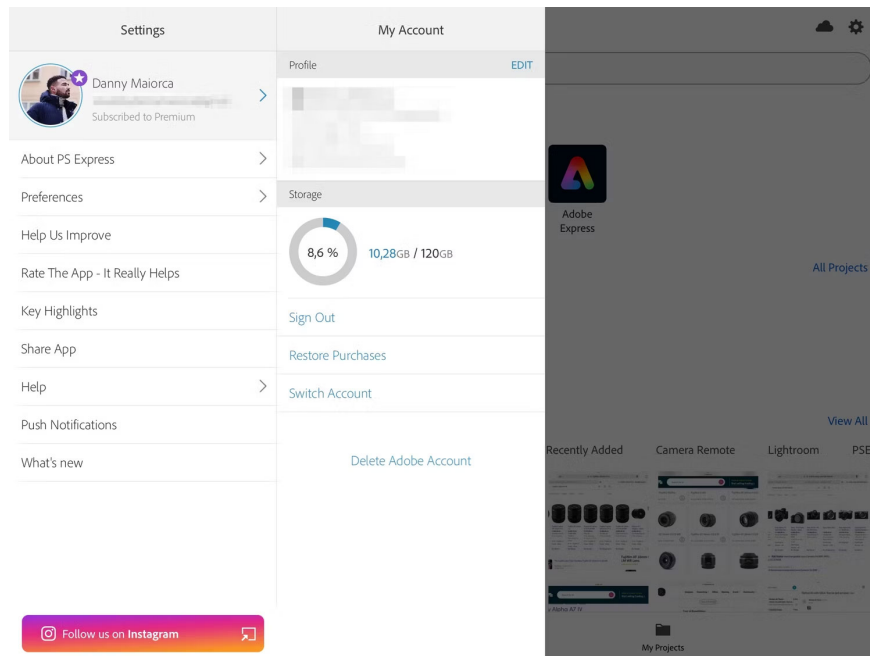 Settings
Danny Maiorca
Subscribed to Premium
About PS Express
Preferences
Help Us Improve
Rate The App - It Really Helps
Key Highlights
Share App
Help
Push Notifications
What's new
Follow us on Instagram
My Account
Profile
EDIT
Storage
8,6 %
10,28GB / 120GB
Sign Out
Restore Purchases
Switch Account
Delete Adobe Account
Adobe
Express
All Projects
View All
Recently Added
Camera Remote
Lightroom
PSE
My Projects